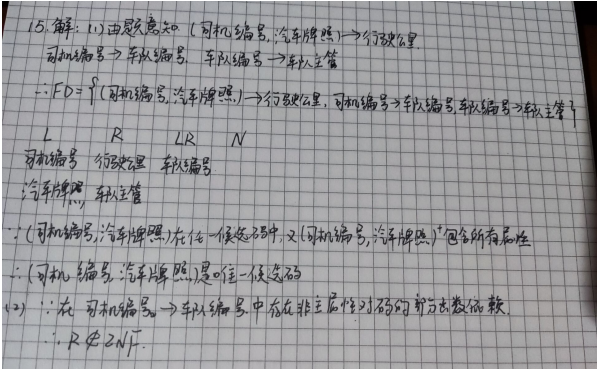 15.解: (1) 由题意知 (司机编号,汽车牌照)→行驶公里
司机编号→车队编号, 车队编号→车队主管
∴FD={(司机编号,汽车牌照)→行驶公里,司机编号→车队编号,车队编号→车队主管}
L R LR N
司机编号 行驶公里 车队编号
汽车牌照, 车队主管
∵(司机编号,汽车牌照)在任一候选码中,又(司机编号,汽车牌照)⁺包含所有属性
∴(司机编号,汽车牌照)是唯一候选码
(2) ∵在 司机编号→车队编号中存在非主属性对码的部分函数依赖.
∴R∉2NF.